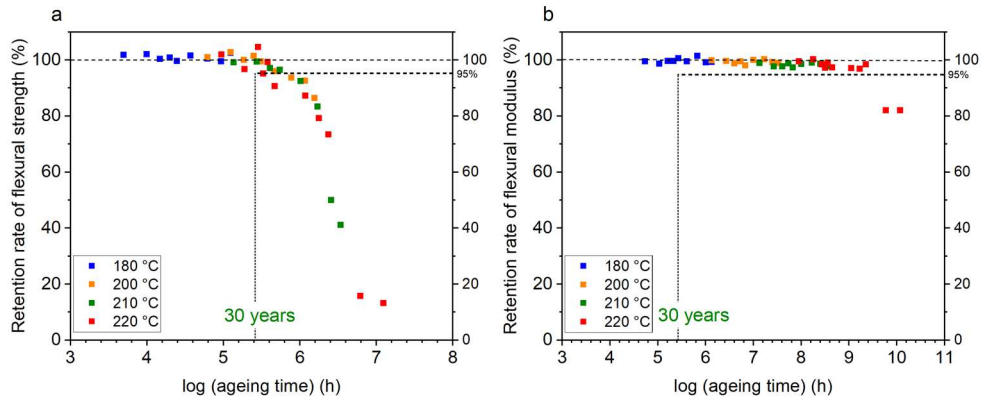 a
Retention rate of flexural strength (%)
100
80
60
40
20
0
100
95%
80
60
40
20
0
180 °C
200 °C
210 °C
220 °C
30 years
3 4 5 6 7 8
log (ageing time) (h)
b
Retention rate of flexural modulus (%)
100
80
60
40
20
0
100
95%
80
60
40
20
0
180 °C
200 °C
210 °C
220 °C
30 years
3 4 5 6 7 8 9 10 11
log (ageing time) (h)